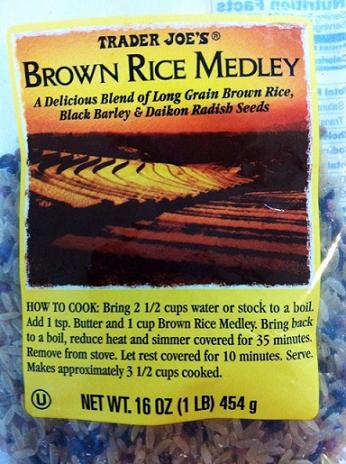 Nutrition Facts
TRADER JOE'S®
BROWN RICE MEDLEY
A Delicious Blend of Long Grain Brown Rice,
Black Barley & Daikon Radish Seeds
HOW TO COOK: Bring 2 1/2 cups water or stock to a boil.
Add 1 tsp. Butter and 1 cup Brown Rice Medley. Bring back
to a boil, reduce heat and simmer covered for 35 minutes.
Remove from stove. Let rest covered for 10 minutes. Serve.
Makes approximately 3 1/2 cups cooked.
U
NET WT. 16 OZ (1 LB) 454 g